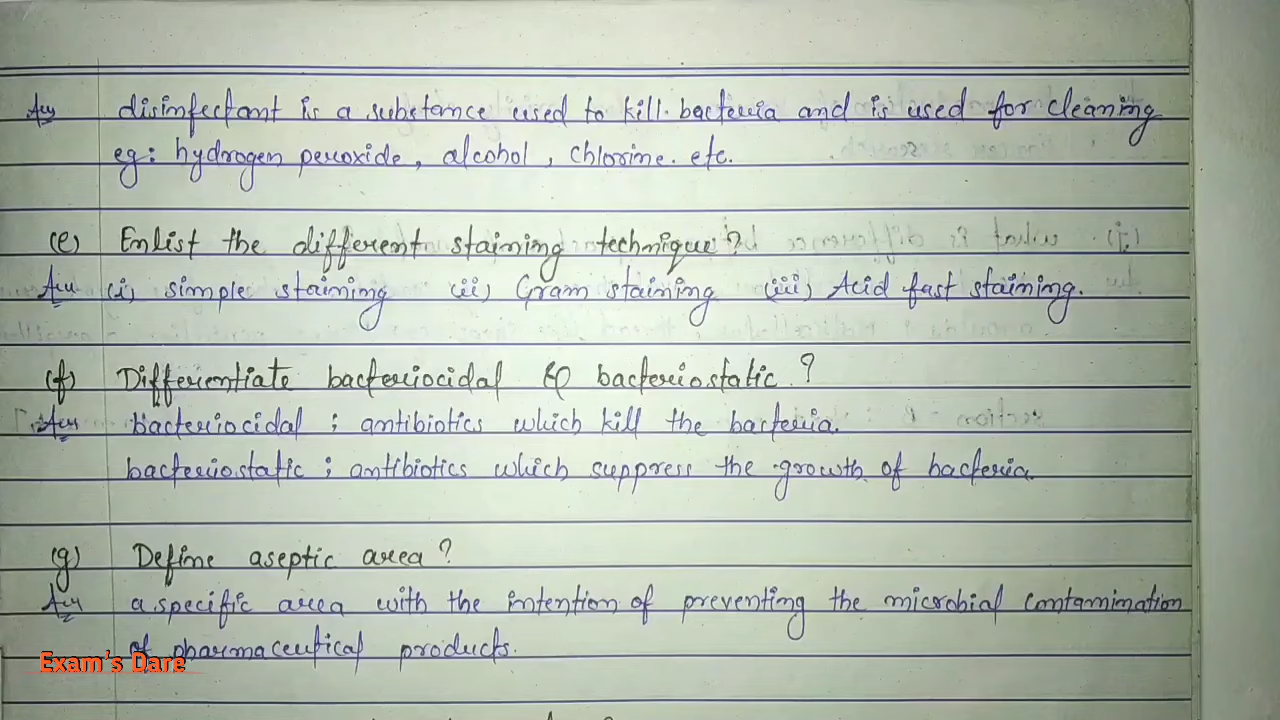 Ans disinfectant is a substance used to kill bacteria and is used for cleaning
eg: hydrogen peroxide, alcohol, chlorine. etc.
(e) Enlist the different staining technique?
Ans (i) simple staining (ii) Gram staining (iii) Acid fast staining.
(f) Differentiate bacteriocidal & bacteriostatic?
Ans bacteriocidal : antibiotics which kill the bacteria.
bacteriostatic : antibiotics which suppress the growth of bacteria.
(g) Define aseptic area?
Ans a specific area with the intention of preventing the microbial contamination
of pharmaceutical products.
Exam's Dare